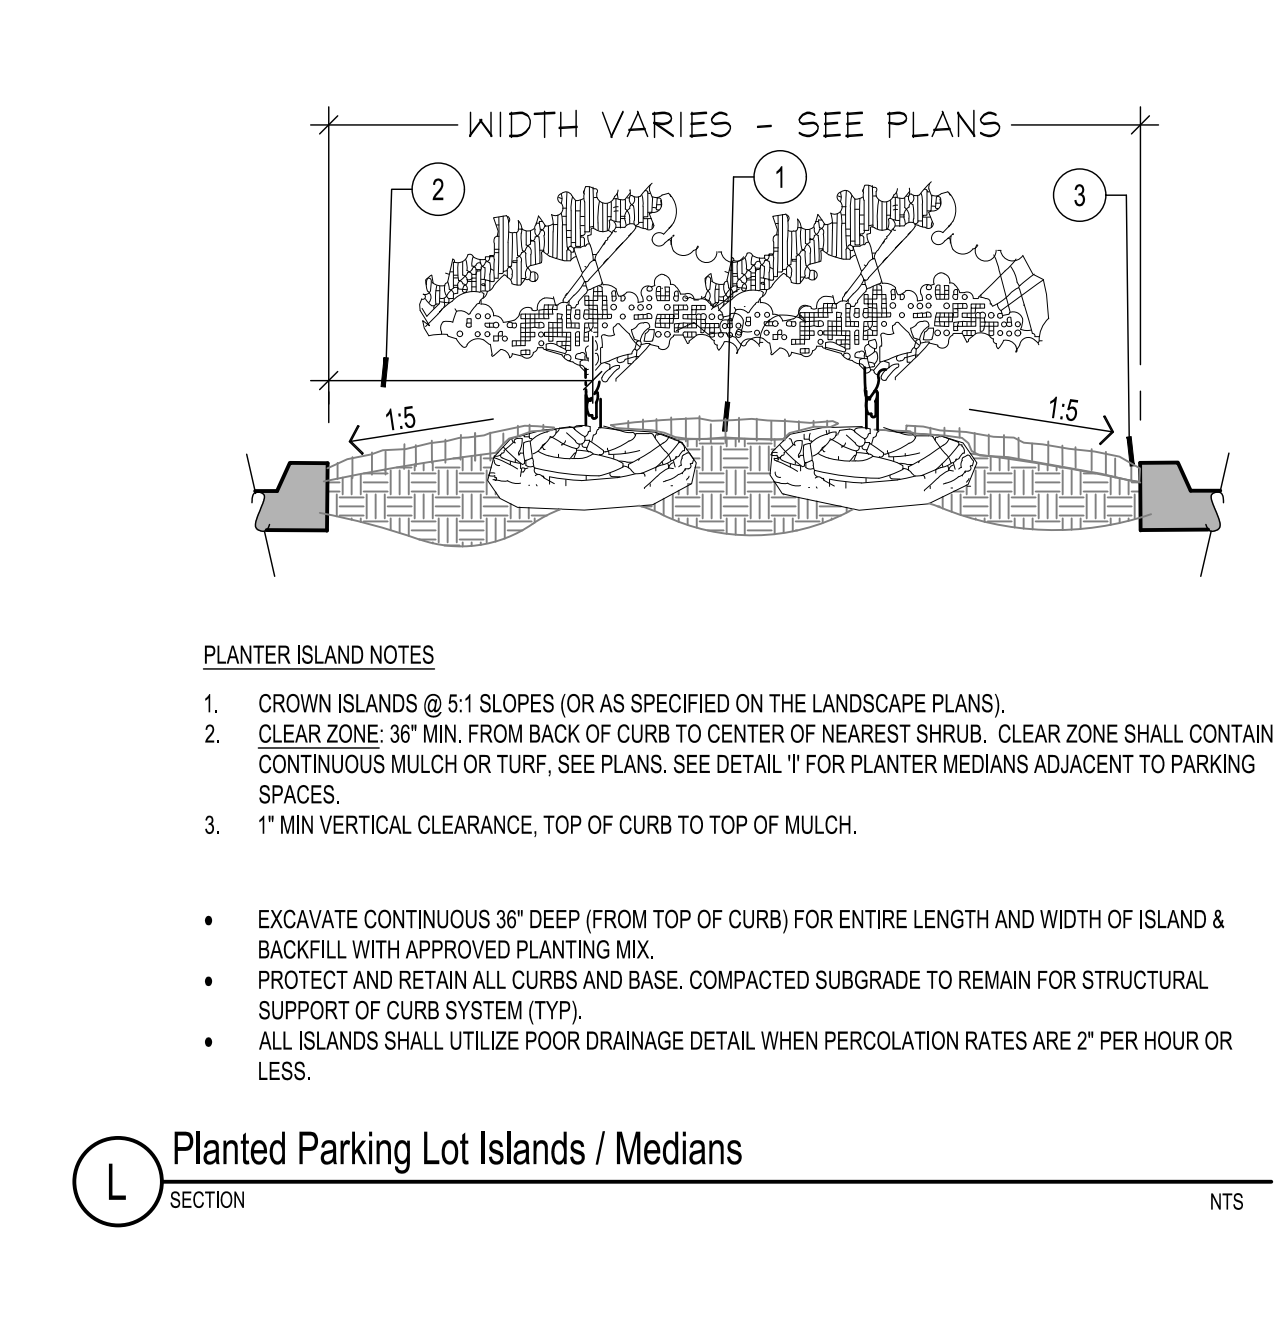 WIDTH VARIES - SEE PLANS
2
1
3
1:5
1:5
PLANTER ISLAND NOTES
1. CROWN ISLANDS @ 5:1 SLOPES (OR AS SPECIFIED ON THE LANDSCAPE PLANS).
2. CLEAR ZONE: 36" MIN. FROM BACK OF CURB TO CENTER OF NEAREST SHRUB. CLEAR ZONE SHALL CONTAIN
CONTINUOUS MULCH OR TURF, SEE PLANS. SEE DETAIL 'I' FOR PLANTER MEDIANS ADJACENT TO PARKING
SPACES.
3. 1" MIN VERTICAL CLEARANCE, TOP OF CURB TO TOP OF MULCH.
• EXCAVATE CONTINUOUS 36" DEEP (FROM TOP OF CURB) FOR ENTIRE LENGTH AND WIDTH OF ISLAND &
BACKFILL WITH APPROVED PLANTING MIX.
• PROTECT AND RETAIN ALL CURBS AND BASE. COMPACTED SUBGRADE TO REMAIN FOR STRUCTURAL
SUPPORT OF CURB SYSTEM (TYP).
• ALL ISLANDS SHALL UTILIZE POOR DRAINAGE DETAIL WHEN PERCOLATION RATES ARE 2" PER HOUR OR
LESS.
L
Planted Parking Lot Islands / Medians
SECTION
NTS